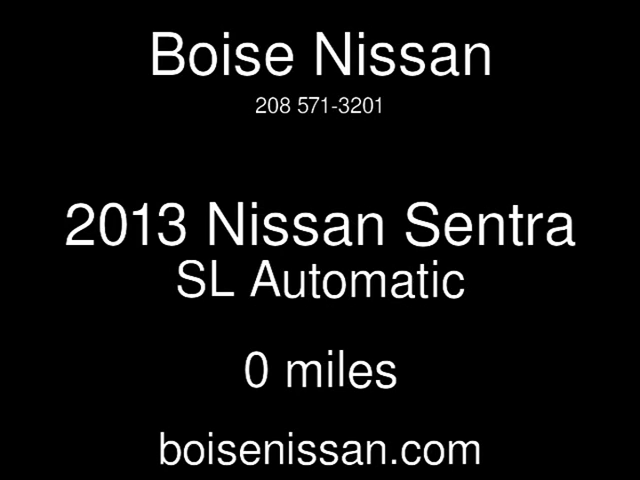 Boise Nissan
208 571-3201
2013 Nissan Sentra
SL Automatic
0 miles
boisenissan.com